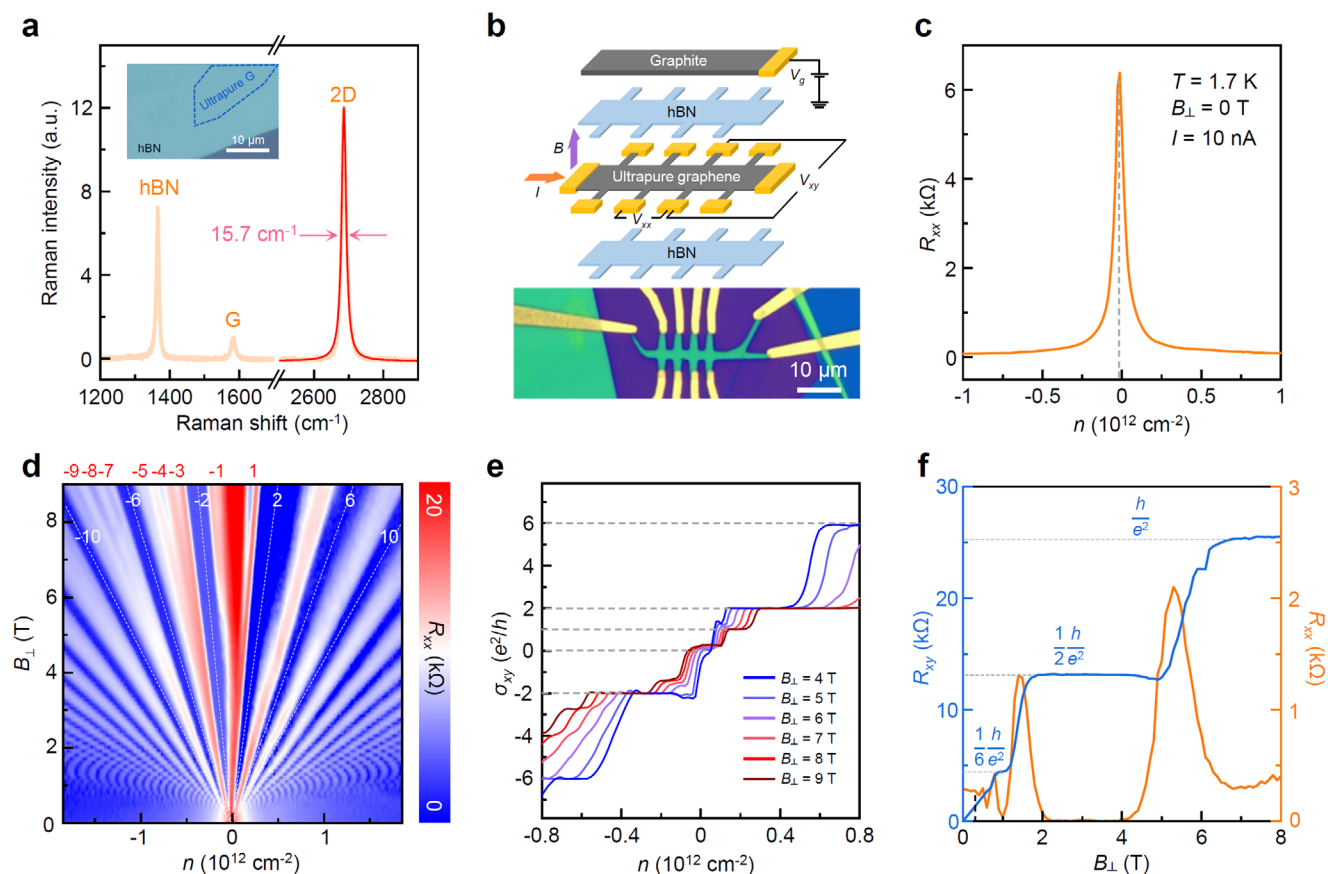 a
Raman intensity (a.u.)
12
8
4
0
1200
1400
1600
2600
2800
Raman shift (cm-1)
hBN
G
2D
15.7 cm-1
Ultrapure G
hBN
10 μm
b
Graphite
Vg
hBN
B
Ultrapure graphene
I
Vxy
Vxx
hBN
10 μm
c
Rxx (kΩ)
6
4
2
0
-1
-0.5
0
0.5
1
n (10¹² cm-2)
T = 1.7 K
B⊥ = 0 T
I = 10 nA
d
-9 -8 -7 -5 -4 -3 -1 1
-10 -6 -2 2 6 10
B⊥ (T)
8
6
4
2
0
-1
0
1
n (10¹² cm-2)
20
Rxx (kΩ)
0
e
σxy (e²/h)
6
4
2
1
0
-2
-4
-6
-0.8
-0.4
0
0.4
0.8
n (10¹² cm-2)
B⊥ = 4 T
B⊥ = 5 T
B⊥ = 6 T
B⊥ = 7 T
B⊥ = 8 T
B⊥ = 9 T
f
Rxy (kΩ)
30
25
20
15
10
5
0
0
2
4
6
8
B⊥ (T)
3
2
1
0
Rxx (kΩ)
h/e²
1/2 h/e²
1/6 h/e²